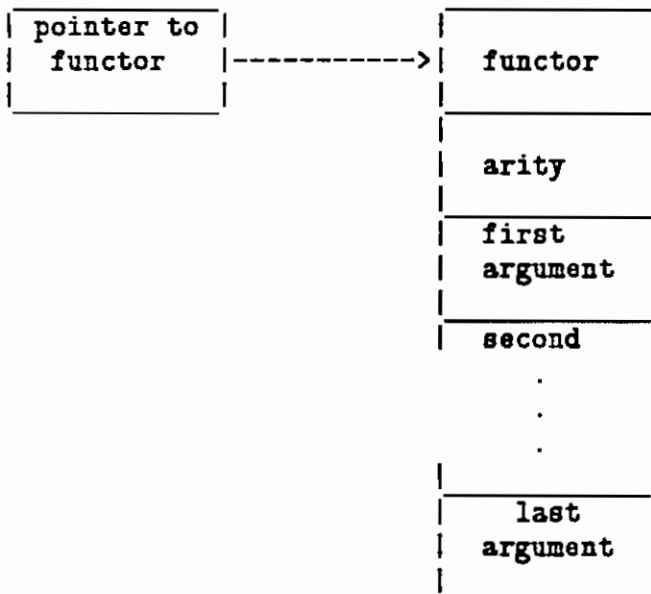 pointer to
functor
functor
arity
first
argument
second
.
.
.
last
argument